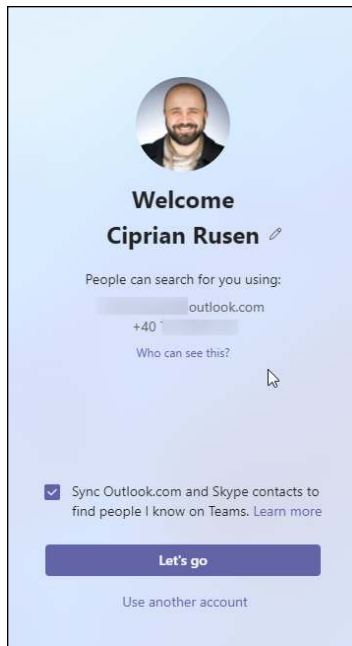 Welcome
Ciprian Rusen
People can search for you using:
outlook.com
+40
Who can see this?
Sync Outlook.com and Skype contacts to
find people I know on Teams. Learn more
Let's go
Use another account